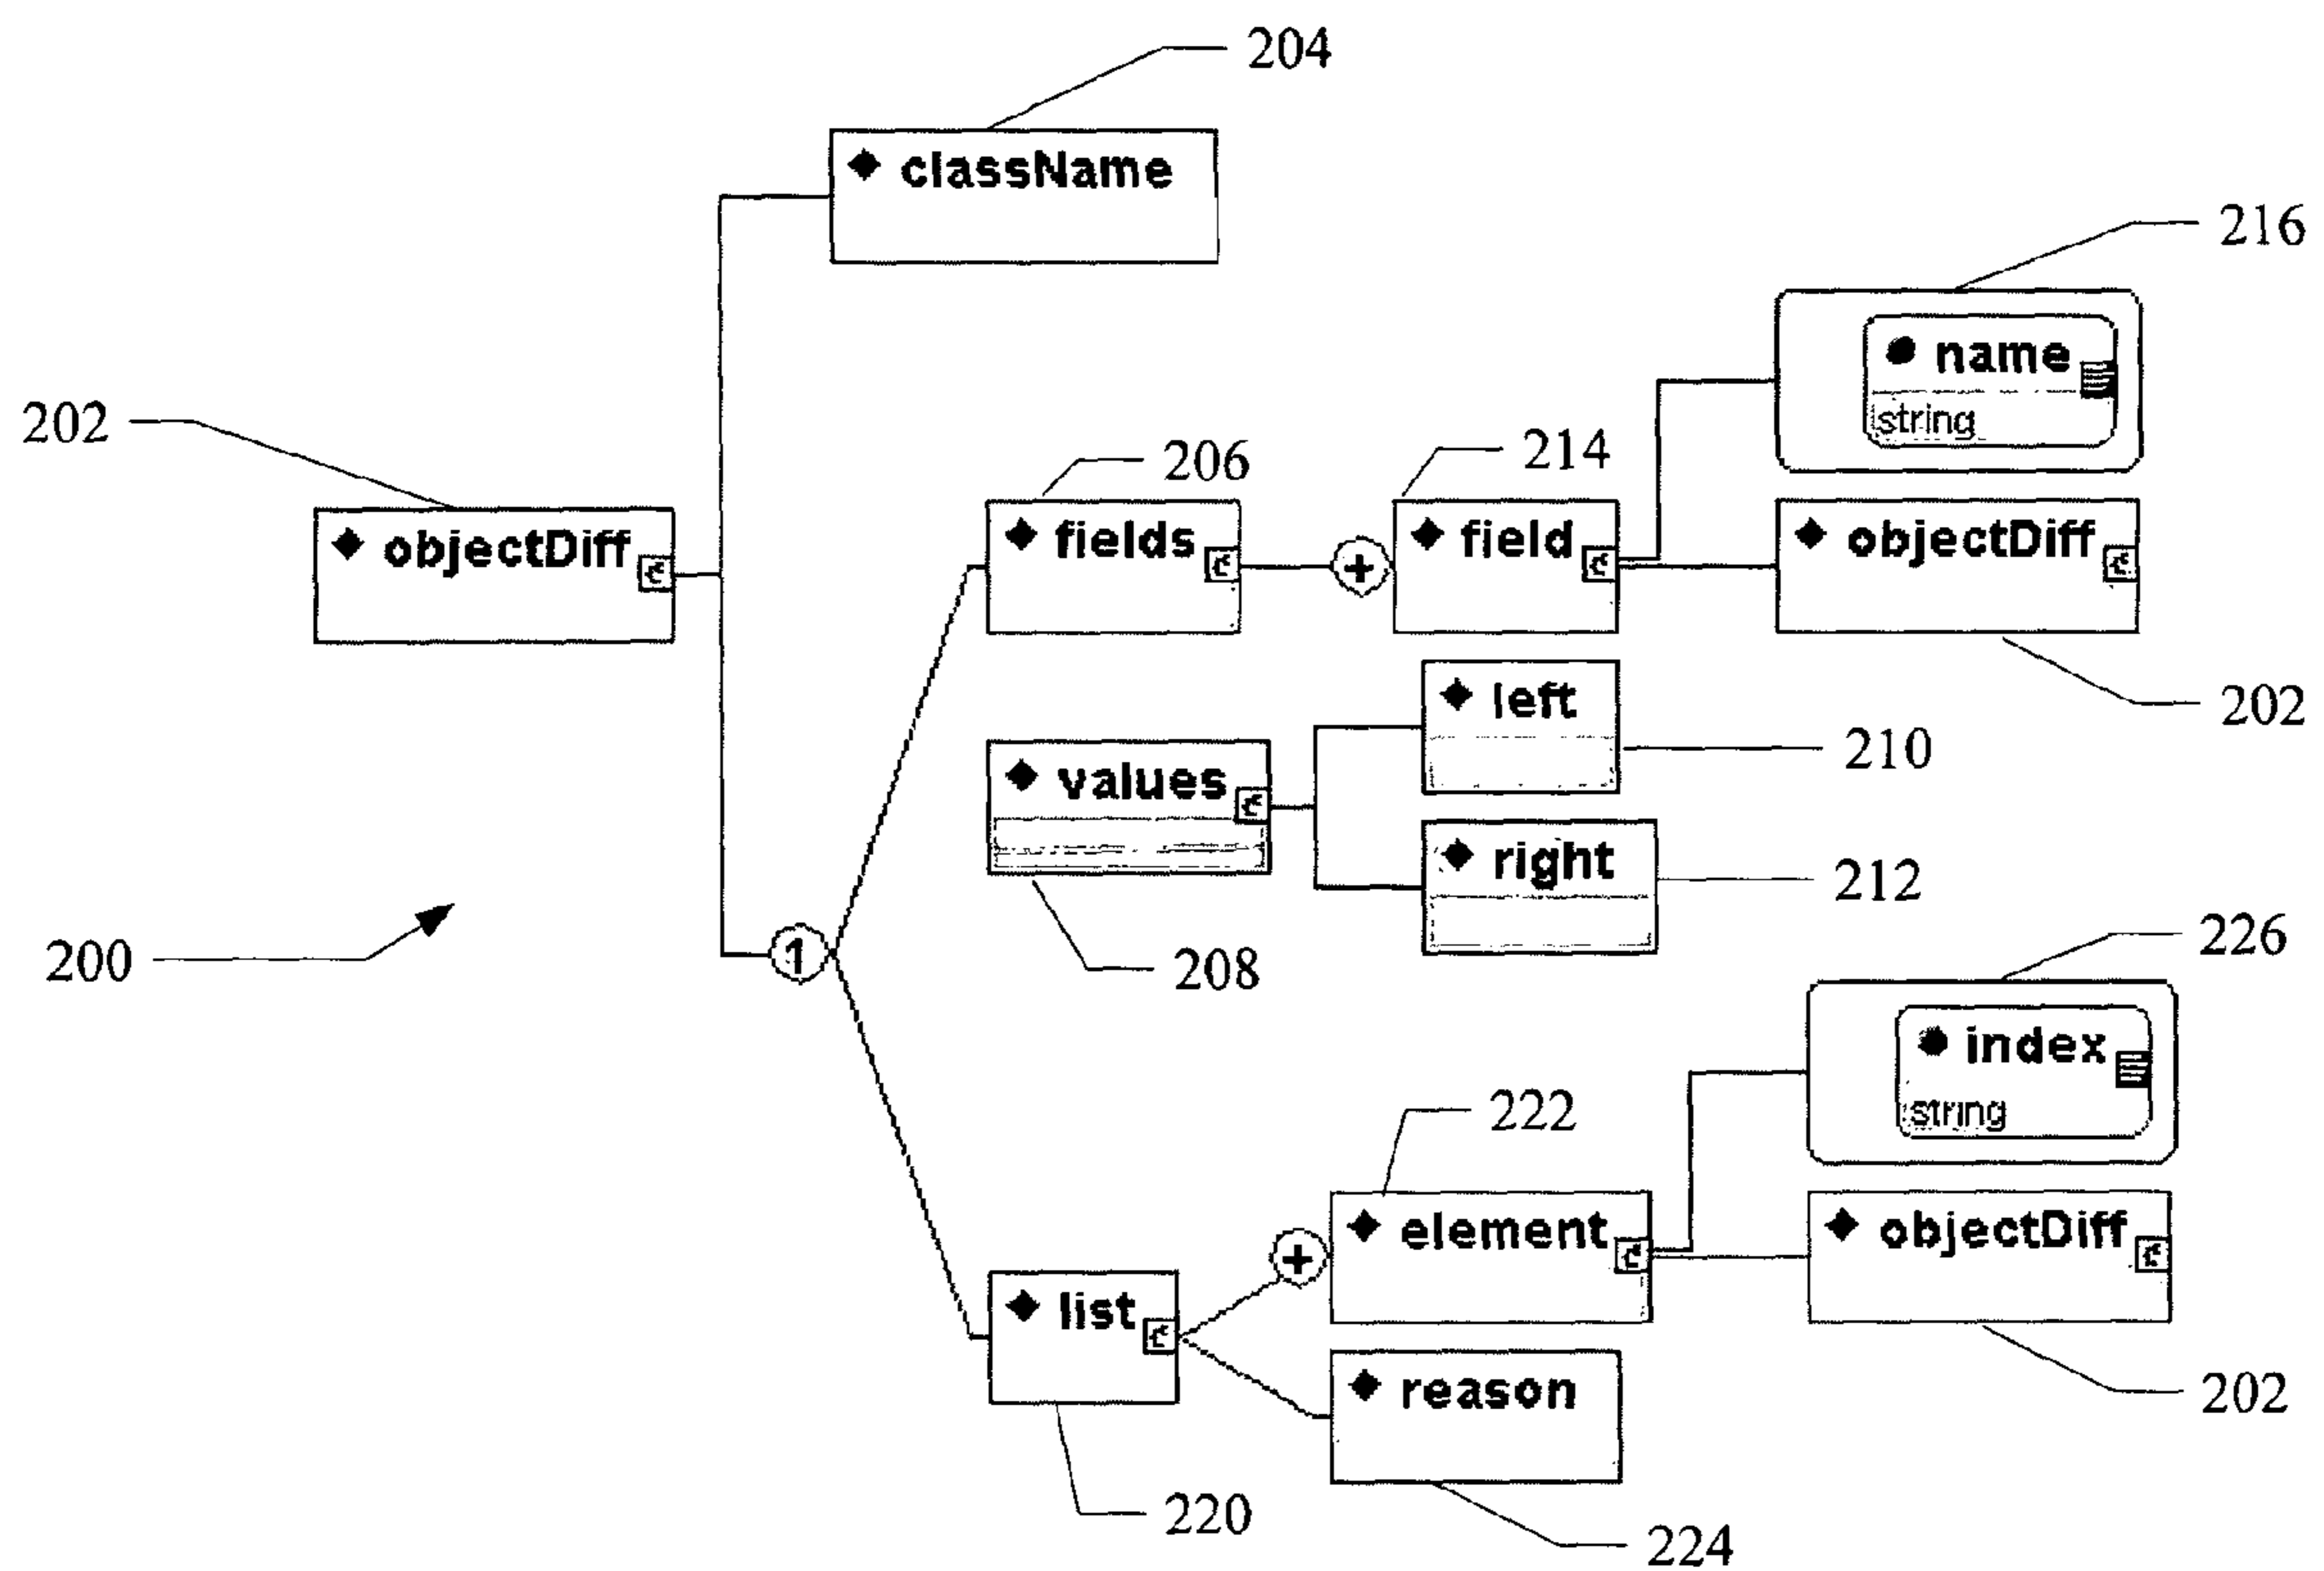 204
className
216
name
string
202
206
214
objectDiff
fields
+
field
objectDiff
202
left
210
values
right
212
200
1
208
226
index
string
222
element
objectDiff
+
list
reason
202
220
224